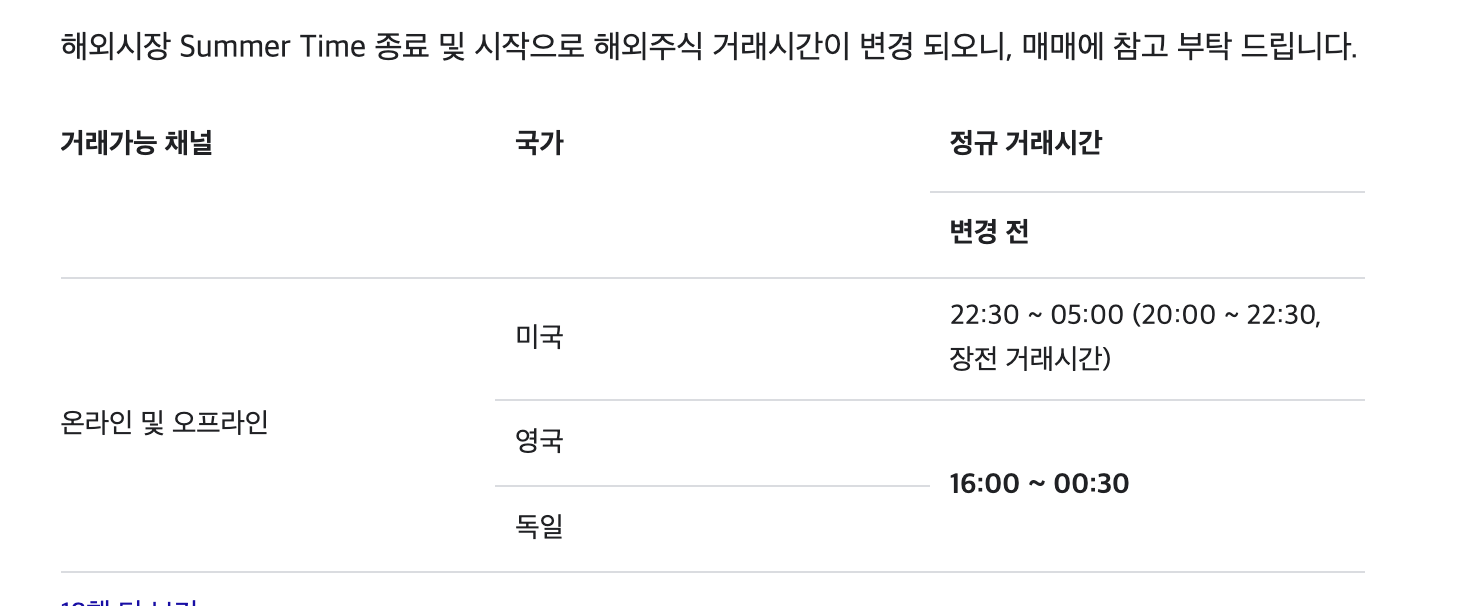 해외시장 Summer Time 종료 및 시작으로 해외주식 거래시간이 변경 되오니, 매매에 참고 부탁 드립니다.
거래가능 채널 국가 정규 거래시간
변경 전
미국 22:30 ~ 05:00 (20:00 ~ 22:30,
장전 거래시간)
온라인 및 오프라인
영국
16:00 ~ 00:30
독일